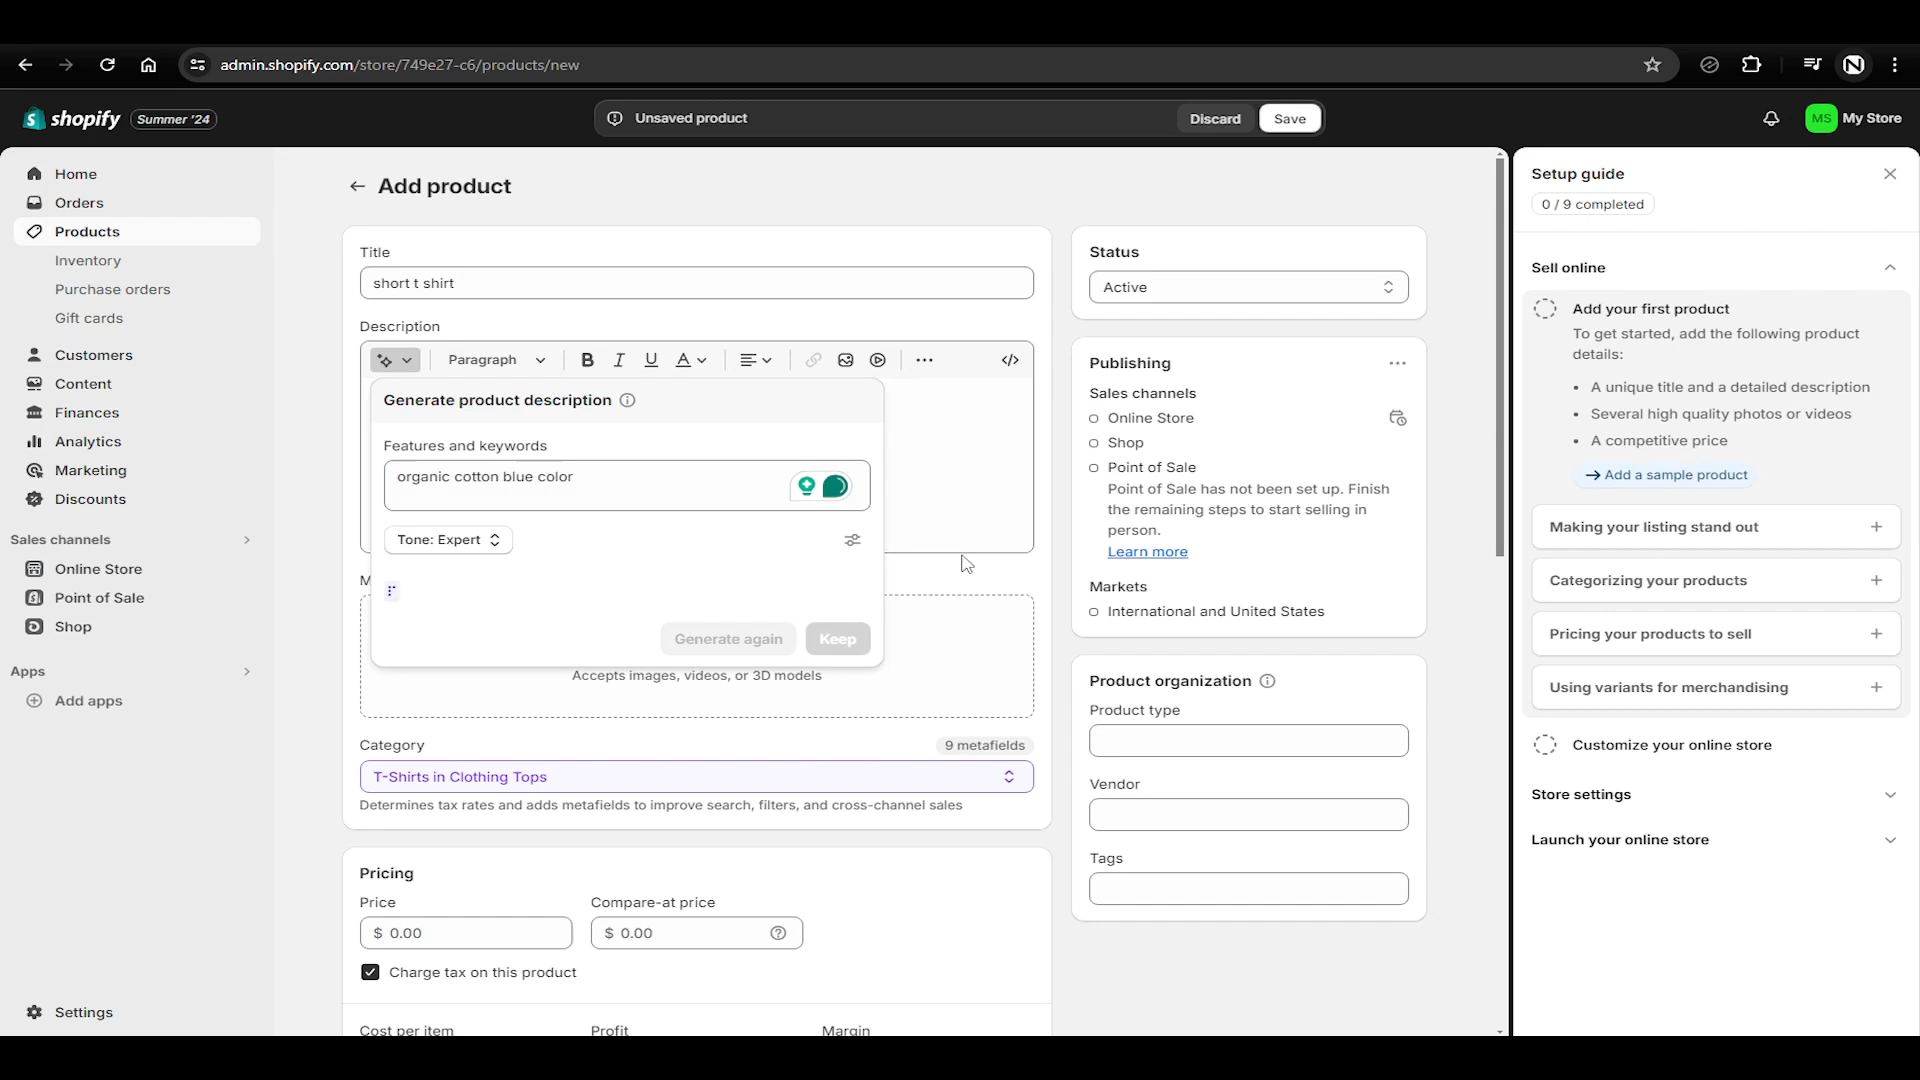 admin.shopify.com/store/749e27-c6/products/new
shopify
Summer '24
Unsaved product
Discard
Save
MS
My Store
Home
Orders
Products
Inventory
Purchase orders
Gift cards
Customers
Content
Finances
Analytics
Marketing
Discounts
Sales channels
Online Store
Point of Sale
Shop
Apps
Add apps
Settings
Add product
Title
short t shirt
Description
Paragraph
B I U A
Generate product description
Features and keywords
organic cotton blue color
Tone: Expert
Generate again
Keep
M
Accepts images, videos, or 3D models
Category
9 metafields
T-Shirts in Clothing Tops
Determines tax rates and adds metafields to improve search, filters, and cross-channel sales
Pricing
Price
Compare-at price
$ 0.00
$ 0.00
Charge tax on this product
Cost per item
Profit
Margin
Status
Active
Publishing
Sales channels
Online Store
Shop
Point of Sale
Point of Sale has not been set up. Finish
the remaining steps to start selling in
person.
Learn more
Markets
International and United States
Product organization
Product type
Vendor
Tags
Setup guide
0 / 9 completed
Sell online
Add your first product
To get started, add the following product
details:
• A unique title and a detailed description
• Several high quality photos or videos
• A competitive price
Add a sample product
Making your listing stand out
Categorizing your products
Pricing your products to sell
Using variants for merchandising
Customize your online store
Store settings
Launch your online store